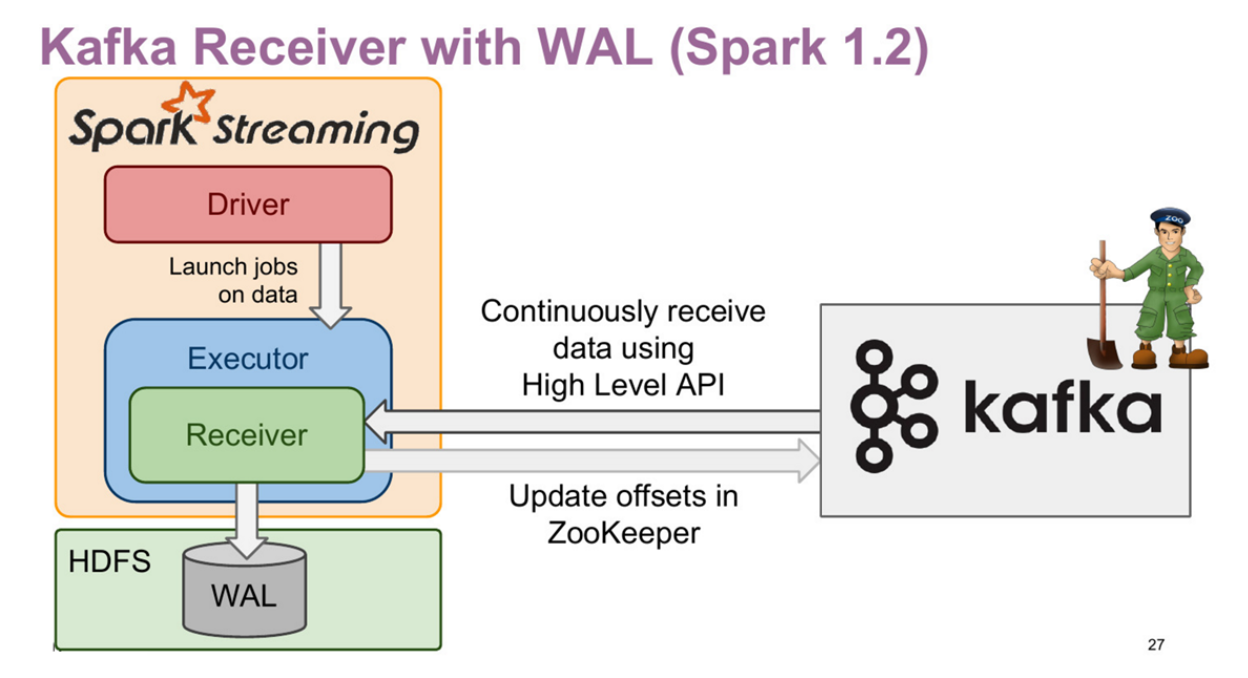 Kafka Receiver with WAL (Spark 1.2)
Spark Streaming
Driver
Launch jobs
on data
Executor
Receiver
Continuously receive
data using
High Level API
Update offsets in
ZooKeeper
ZOO
kafka
HDFS
WAL
27